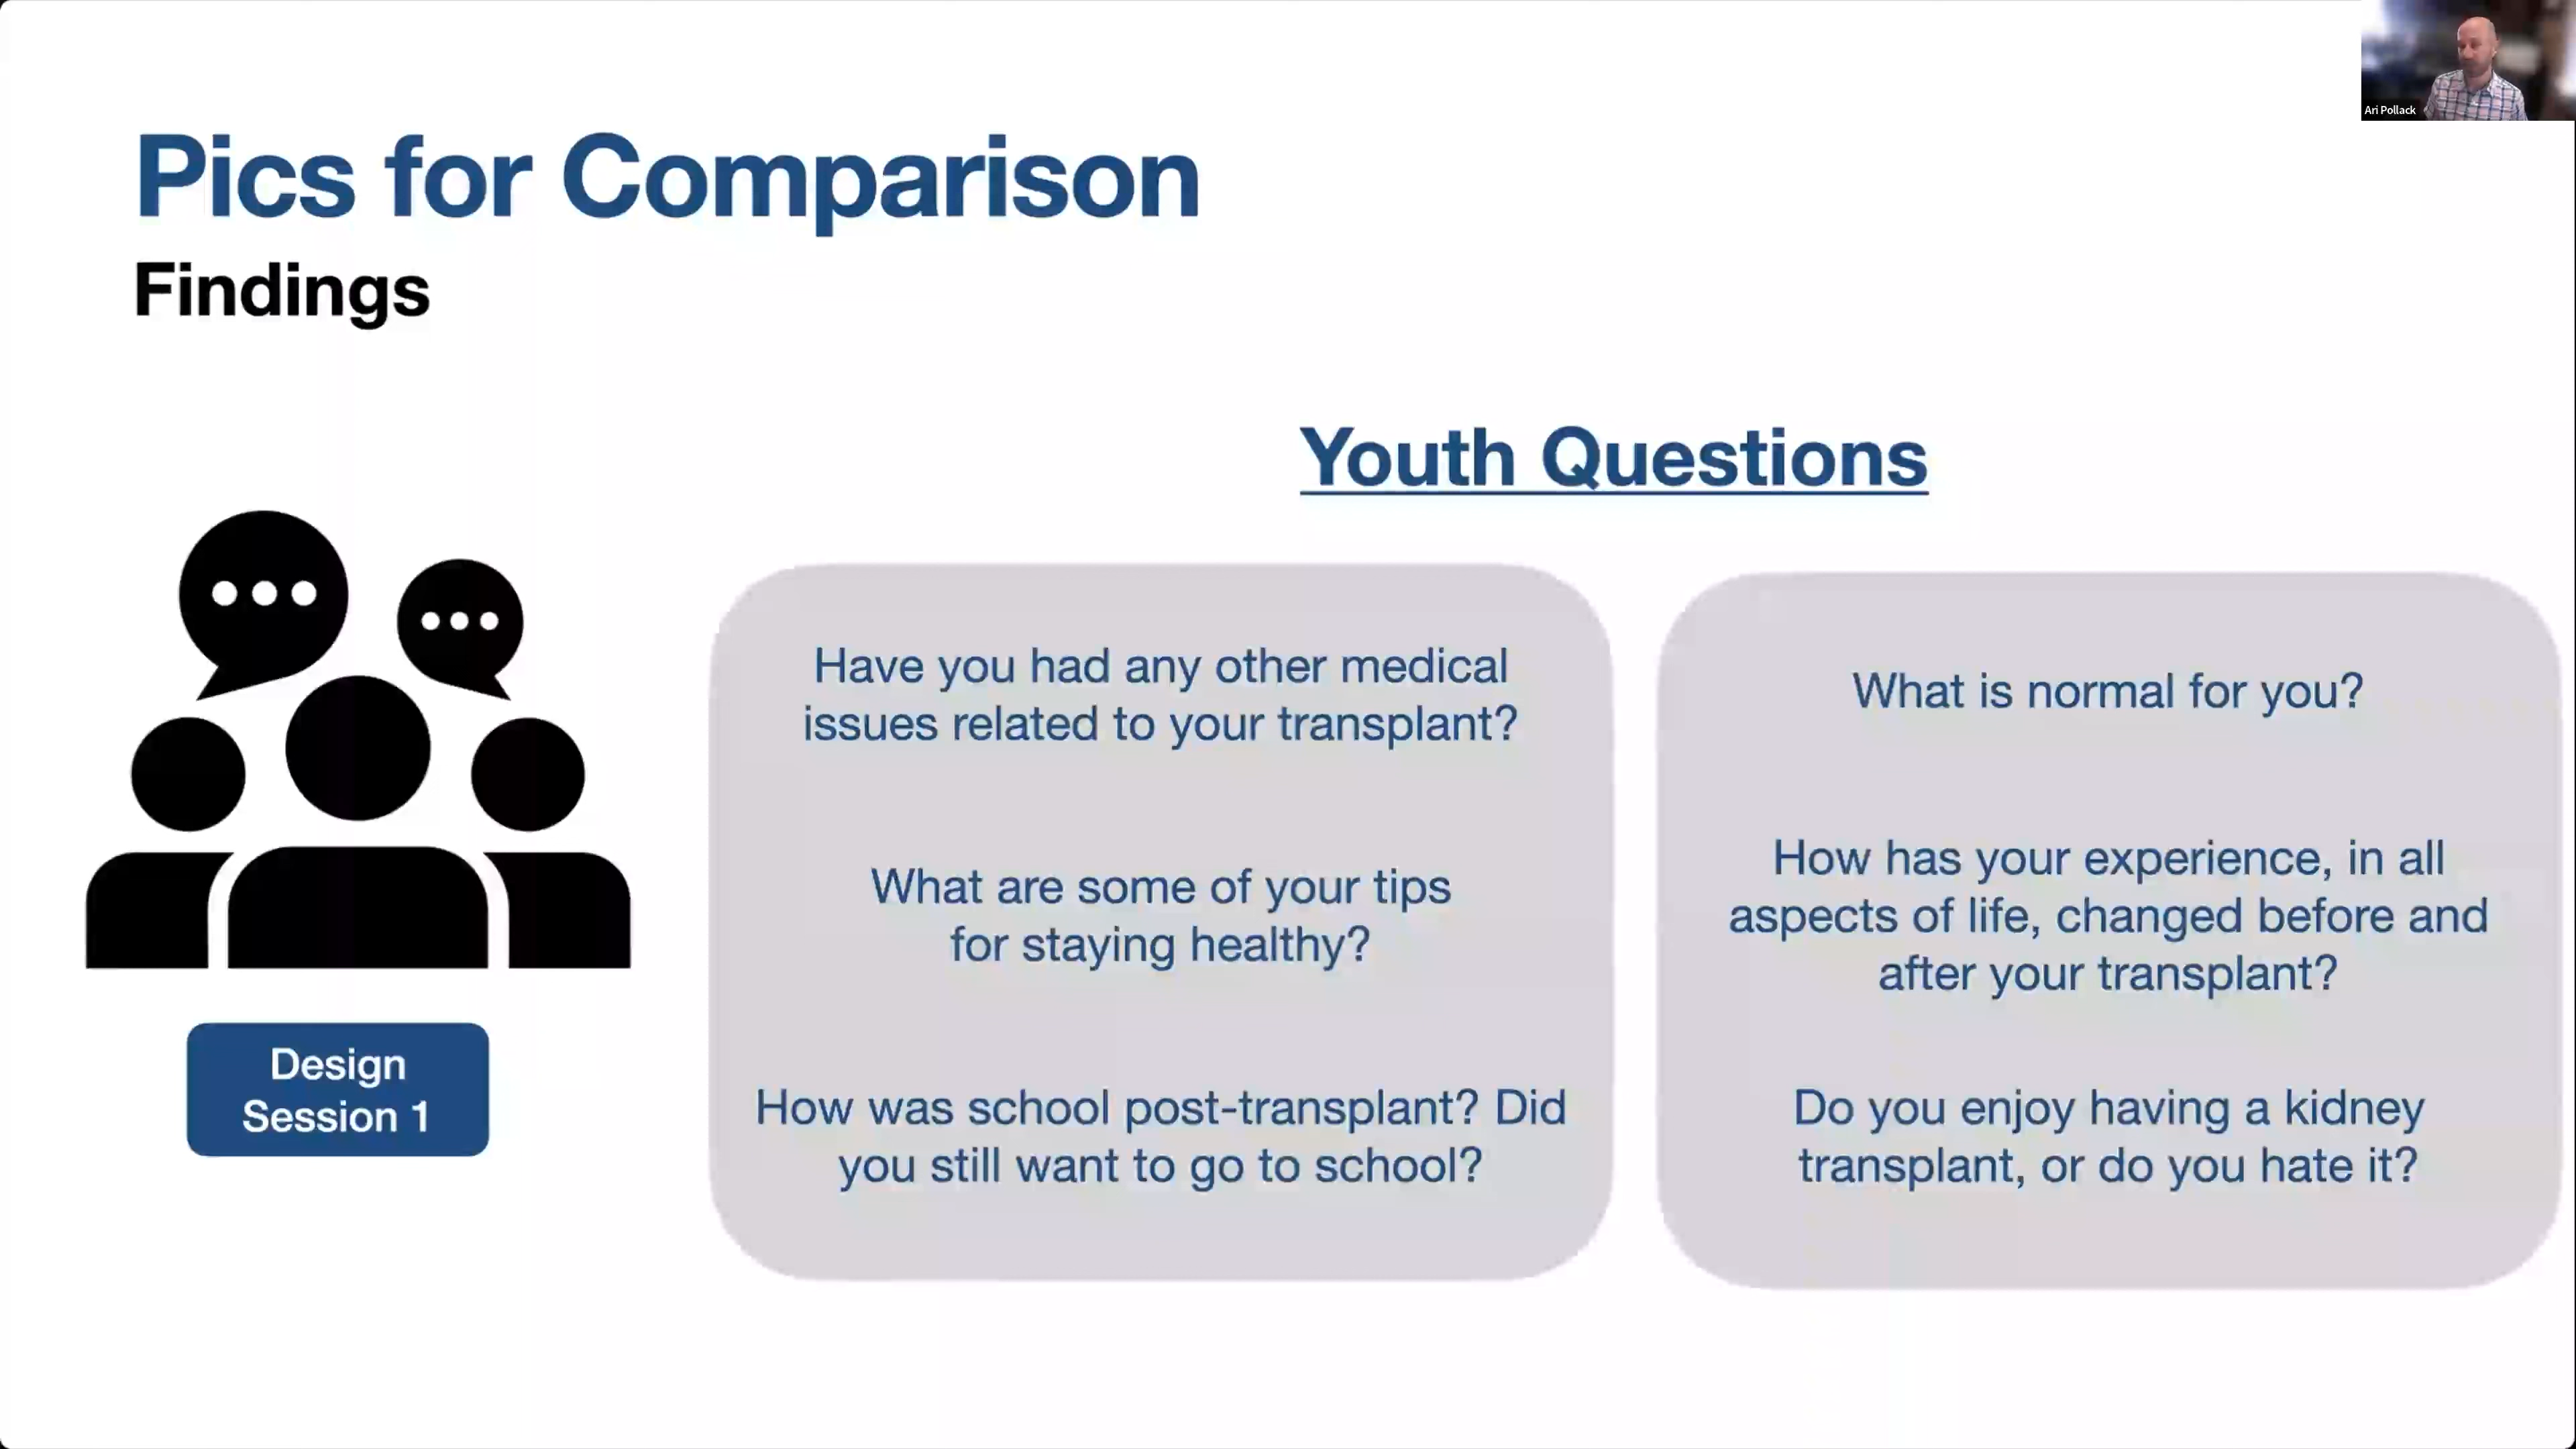 Ari Pollack
Pics for Comparison
Findings
Youth Questions
Have you had any other medical
issues related to your transplant?
What are some of your tips
for staying healthy?
How was school post-transplant? Did
you still want to go to school?
What is normal for you?
How has your experience, in all
aspects of life, changed before and
after your transplant?
Do you enjoy having a kidney
transplant, or do you hate it?
Design
Session 1